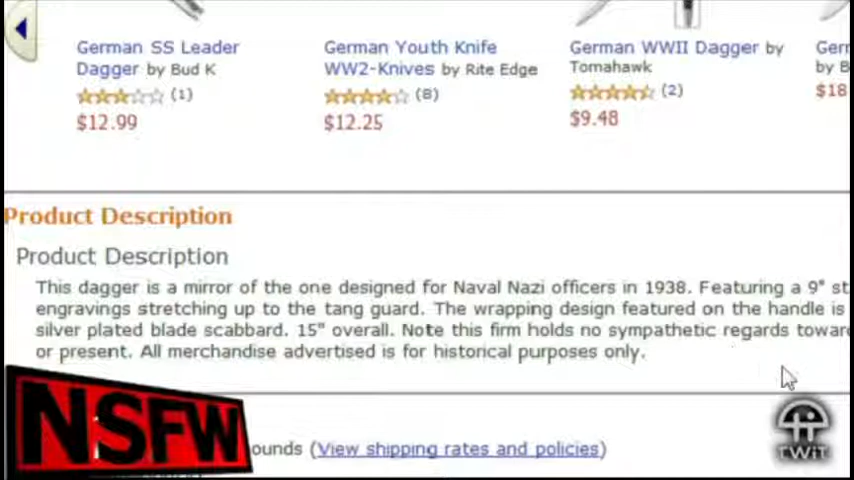 German SS Leader
Dagger by Bud K
(1)
$12.99
German Youth Knife
WW2-Knives by Rite Edge
(8)
$12.25
German WWII Dagger by
Tomahawk
(2)
$9.48
Ger
by B
$18
Product Description
Product Description
This dagger is a mirror of the one designed for Naval Nazi officers in 1938. Featuring a 9" st
engravings stretching up to the tang guard. The wrapping design featured on the handle is
silver plated blade scabbard. 15" overall. Note this firm holds no sympathetic regards towar
or present. All merchandise advertised is for historical purposes only.
NSFW
ounds (View shipping rates and policies)
TWiT